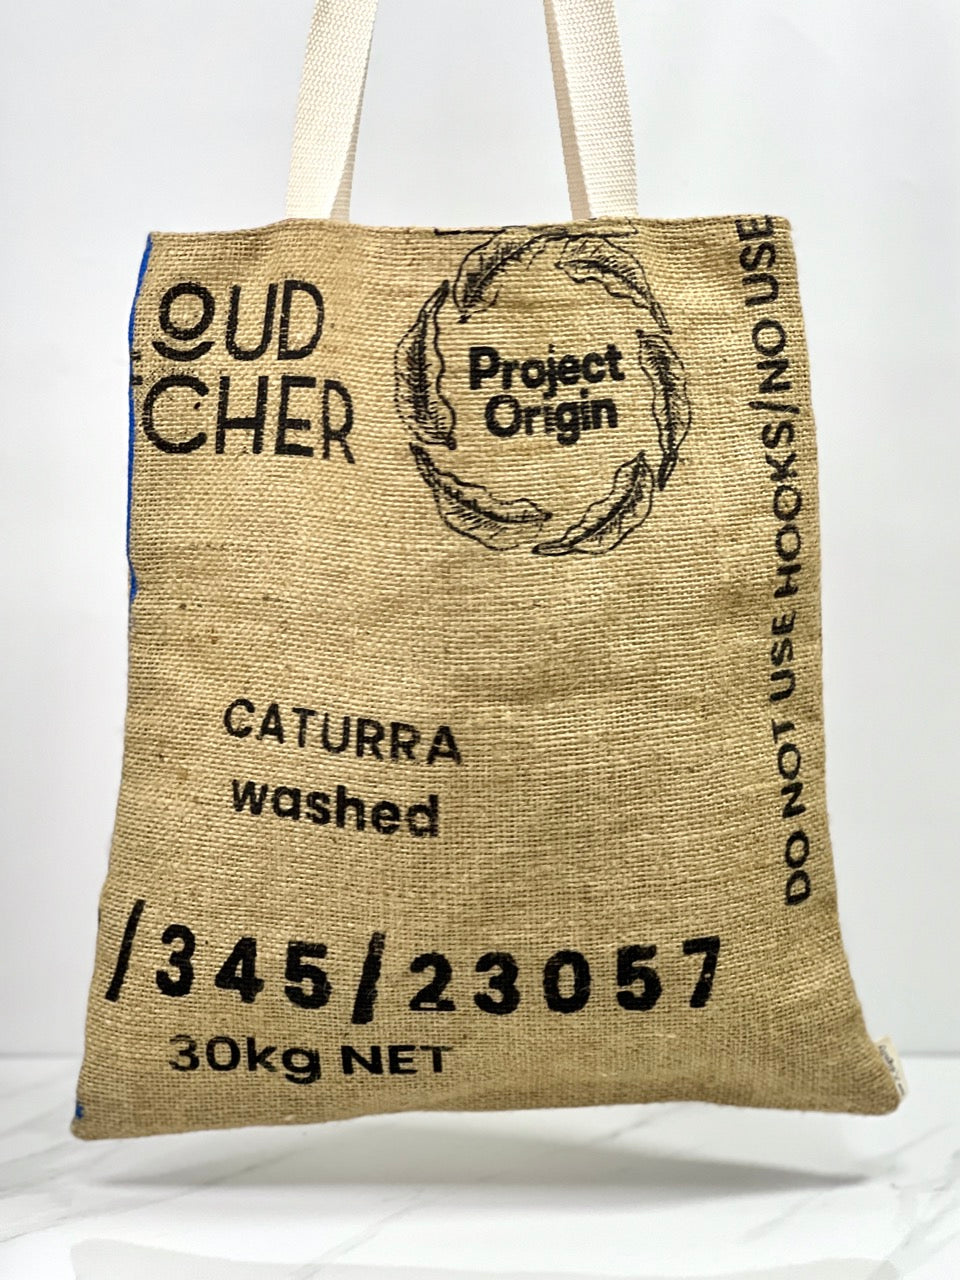 OUD
CHER
Project
Origin
DO NOT USE HOOKS/NO USE
CATURRA
washed
/345/23057
30kg NET